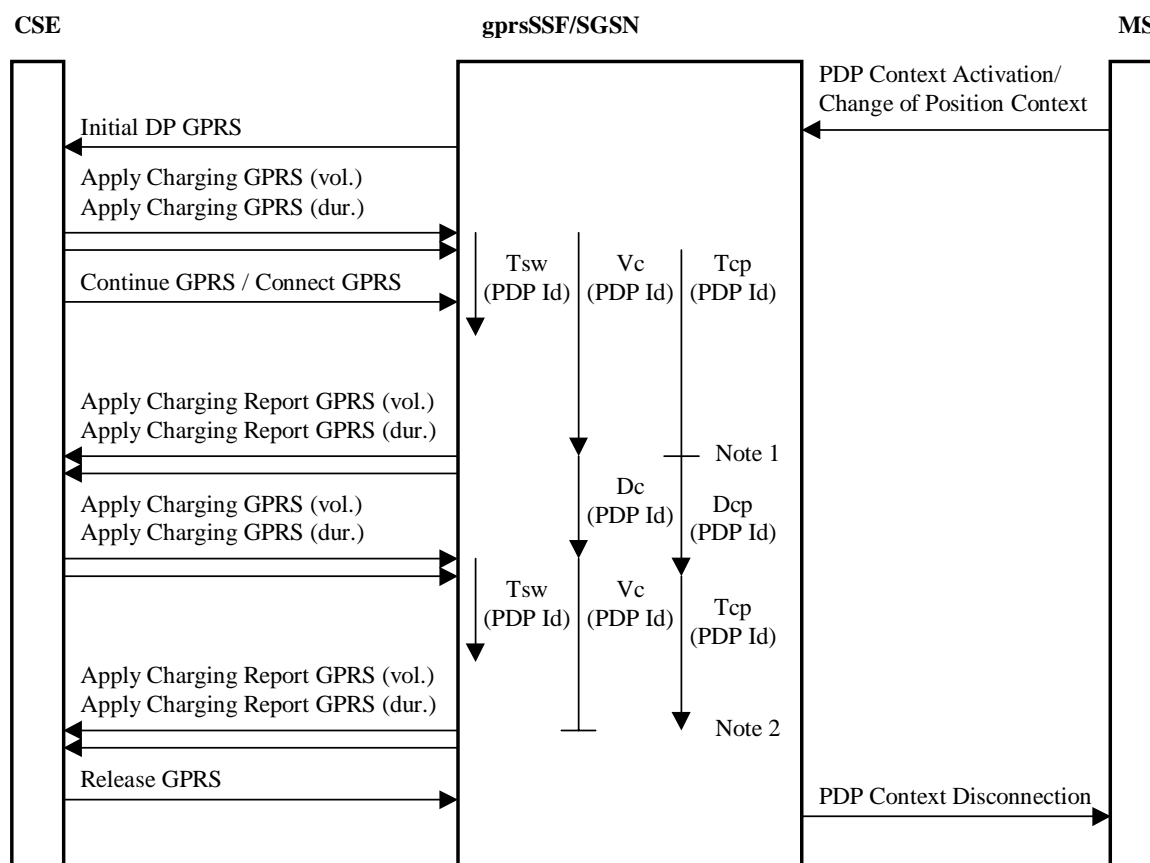 CSE
gprsSSF/SGSN
MS
PDP Context Activation/
Change of Position Context
Initial DP GPRS
Apply Charging GPRS (vol.)
Apply Charging GPRS (dur.)
Tsw
(PDP Id)
Vc
(PDP Id)
Tcp
(PDP Id)
Continue GPRS / Connect GPRS
Apply Charging Report GPRS (vol.)
Apply Charging Report GPRS (dur.)
Note 1
Dc
(PDP Id)
Dcp
(PDP Id)
Apply Charging GPRS (vol.)
Apply Charging GPRS (dur.)
Tsw
(PDP Id)
Vc
(PDP Id)
Tcp
(PDP Id)
Apply Charging Report GPRS (vol.)
Apply Charging Report GPRS (dur.)
Note 2
Release GPRS
PDP Context Disconnection